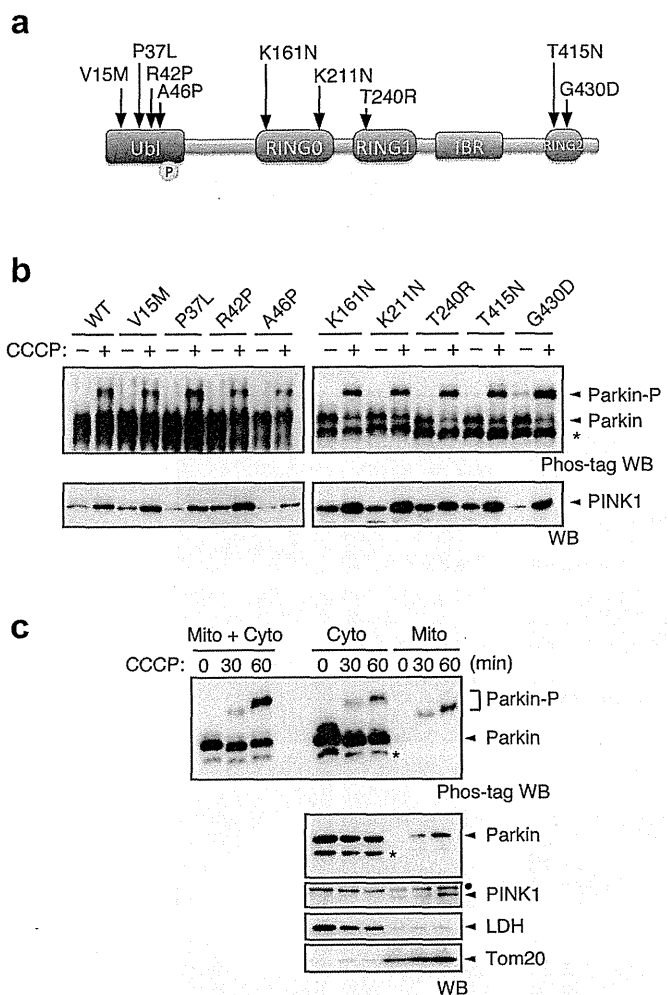 a
P37L
K161N
T415N
V15M
R42P
K211N
G430D
A46P
T240R
Ubl
RING0
RING1
IBR
RING2
P
b
WT V15M P37L R42P A46P K161N K211N T240R T415N G430D
CCCP: − + − + − + − + − + − + − + − + − + − +
Parkin-P
Parkin
*
Phos-tag WB
PINK1
WB
c
Mito + Cyto Cyto Mito
CCCP: 0 30 60 0 30 60 0 30 60 (min)
Parkin-P
Parkin
*
Phos-tag WB
Parkin
*
PINK1
LDH
Tom20
WB